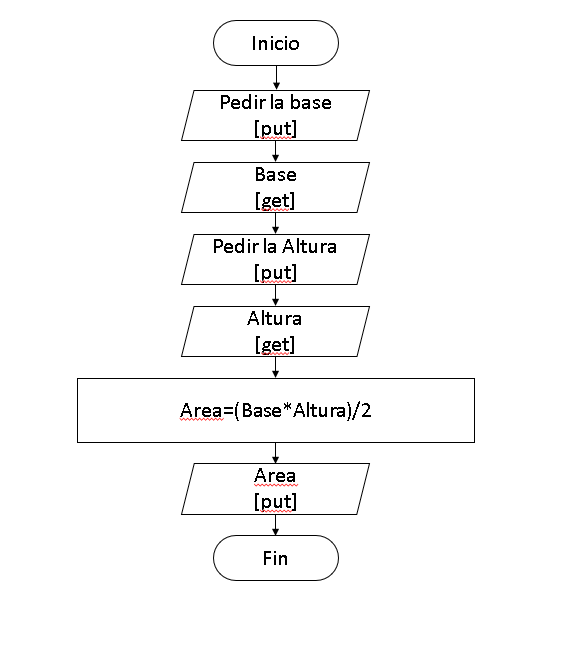 Inicio
Pedir la base
[put]
Base
[get]
Pedir la Altura
[put]
Altura
[get]
Area=(Base*Altura)/2
Area
[put]
Fin